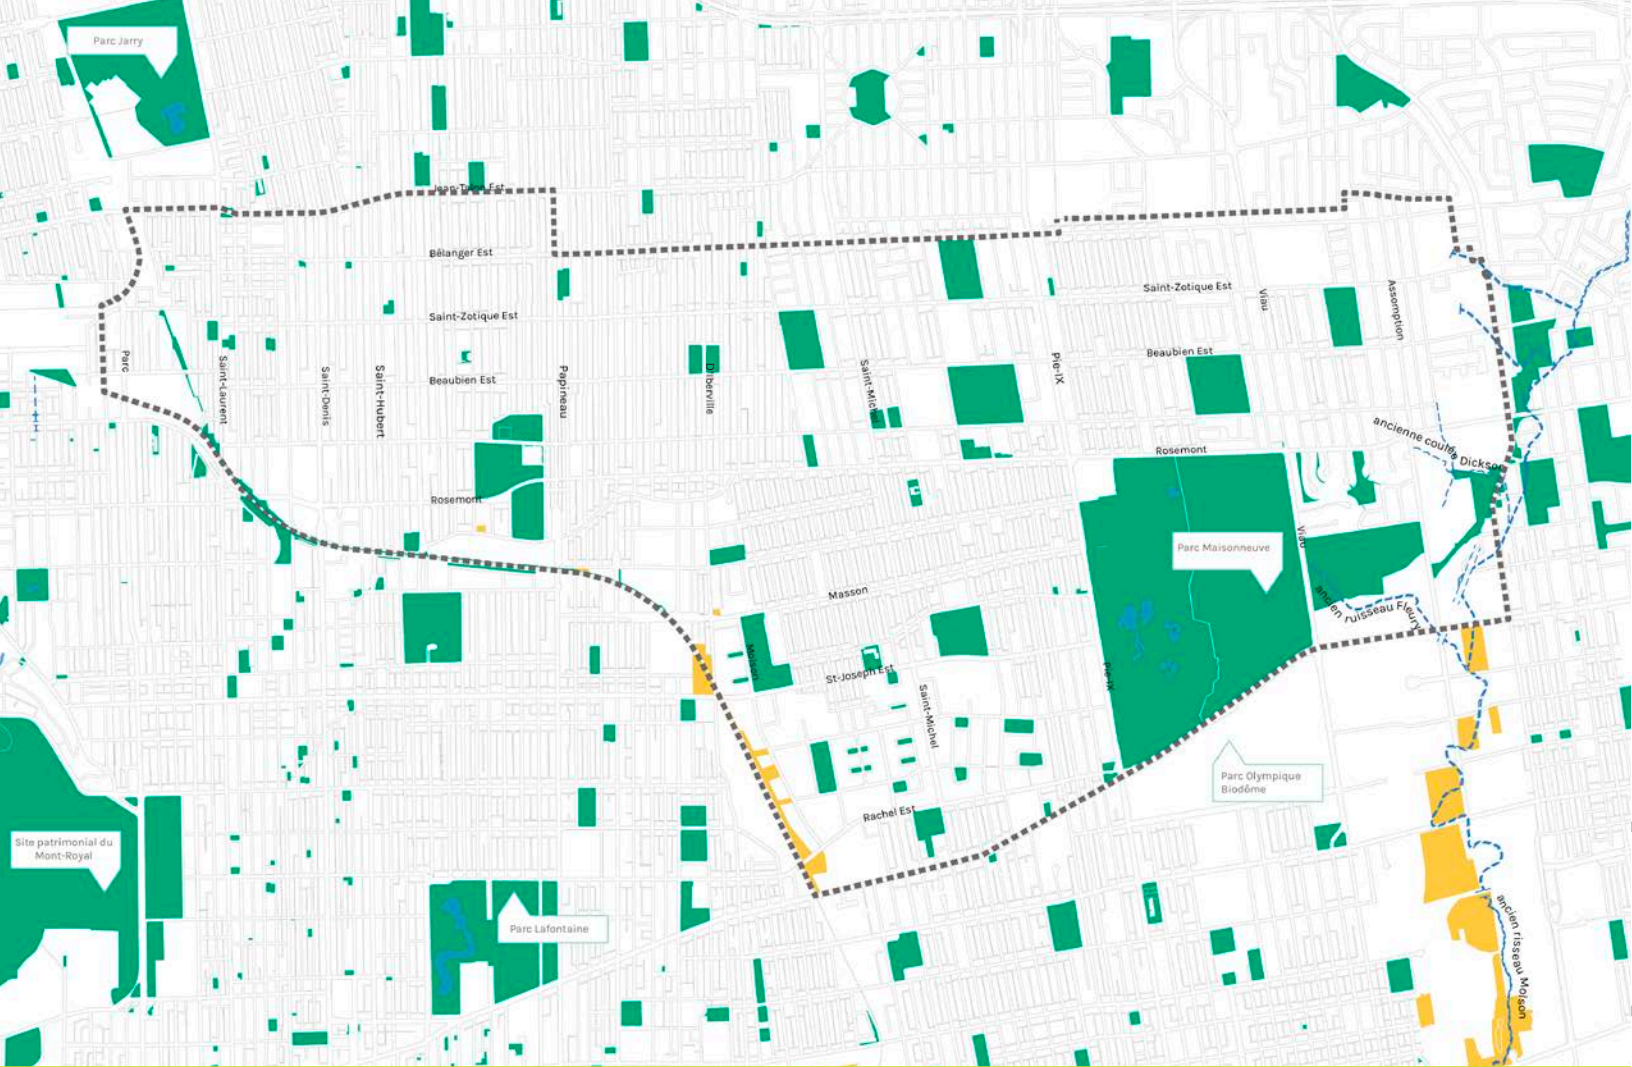 Parc Jarry
Jean-Talon Est
Bélanger Est
Saint-Zotique Est
Viau
Assomption
Saint-Zotique Est
Parc
Saint-Laurent
Saint-Denis
Saint-Hubert
Beaubien Est
Papineau
D'Iberville
Saint-Michel
Pie-IX
Beaubien Est
ancienne coulée Dickson
Rosemont
Rosemont
Parc Maisonneuve
Viau
Masson
ancien ruisseau Fleury
Molson
St-Joseph Est
Pie-IX
Saint-Michel
Parc Olympique
Biodôme
Rachel Est
Site patrimonial du
Mont-Royal
Parc Lafontaine
ancien risseau Molson